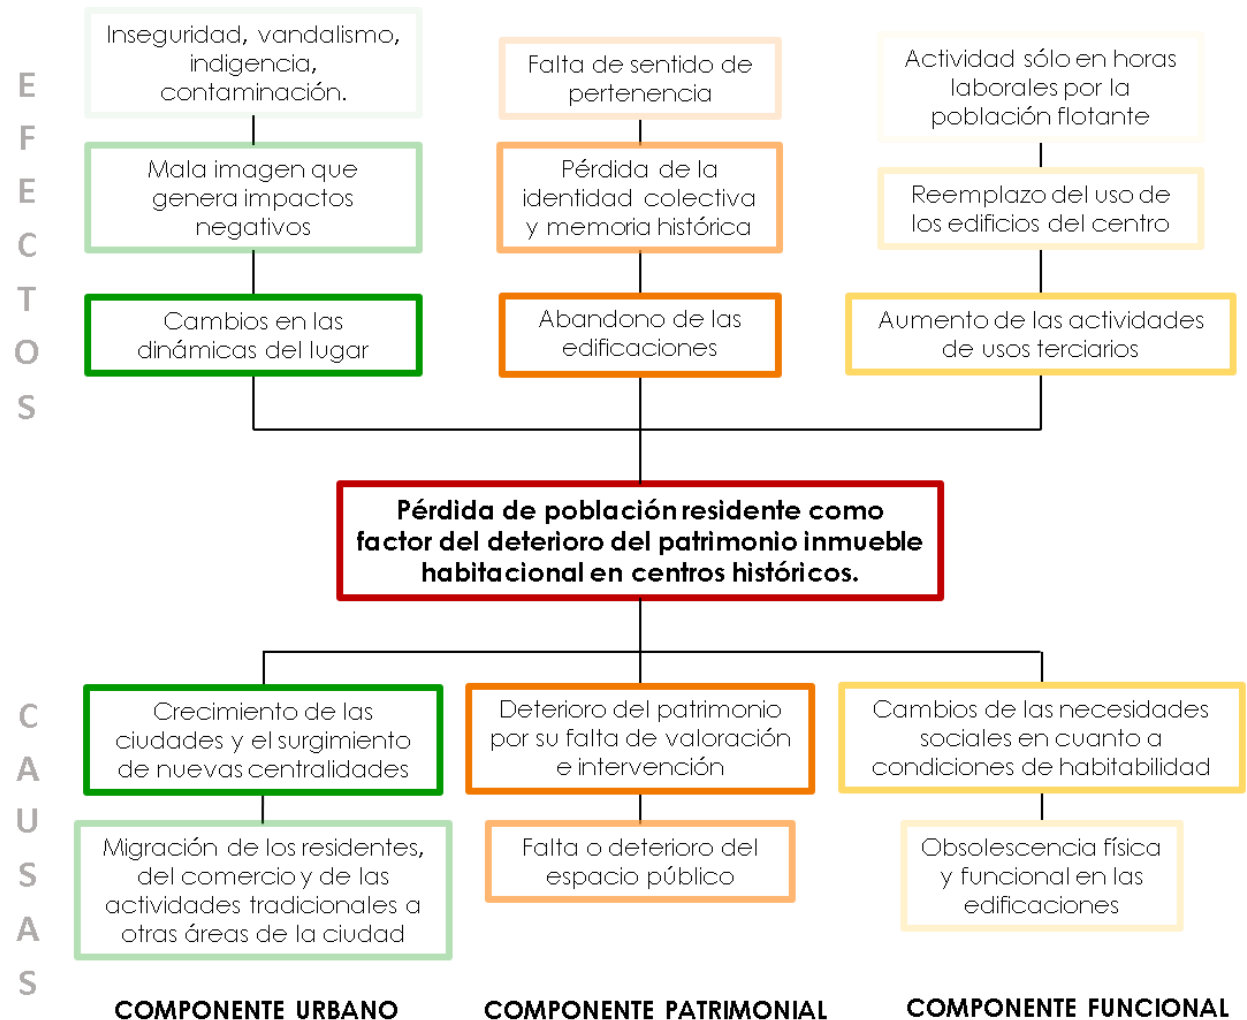 EFECTOS
Inseguridad, vandalismo,
indigencia,
contaminación.
Falta de sentido de
pertenencia
Actividad sólo en horas
laborales por la
población flotante
Mala imagen que
genera impactos
negativos
Pérdida de la
identidad colectiva
y memoria histórica
Reemplazo del uso de
los edificios del centro
Cambios en las
dinámicas del lugar
Abandono de las
edificaciones
Aumento de las actividades
de usos terciarios
Pérdida de población residente como
factor del deterioro del patrimonio inmueble
habitacional en centros históricos.
CAUSAS
Crecimiento de las
ciudades y el surgimiento
de nuevas centralidades
Deterioro del patrimonio
por su falta de valoración
e intervención
Cambios de las necesidades
sociales en cuanto a
condiciones de habitabilidad
Migración de los residentes,
del comercio y de las
actividades tradicionales a
otras áreas de la ciudad
Falta o deterioro del
espacio público
Obsolescencia física
y funcional en las
edificaciones
COMPONENTE URBANO
COMPONENTE PATRIMONIAL
COMPONENTE FUNCIONAL